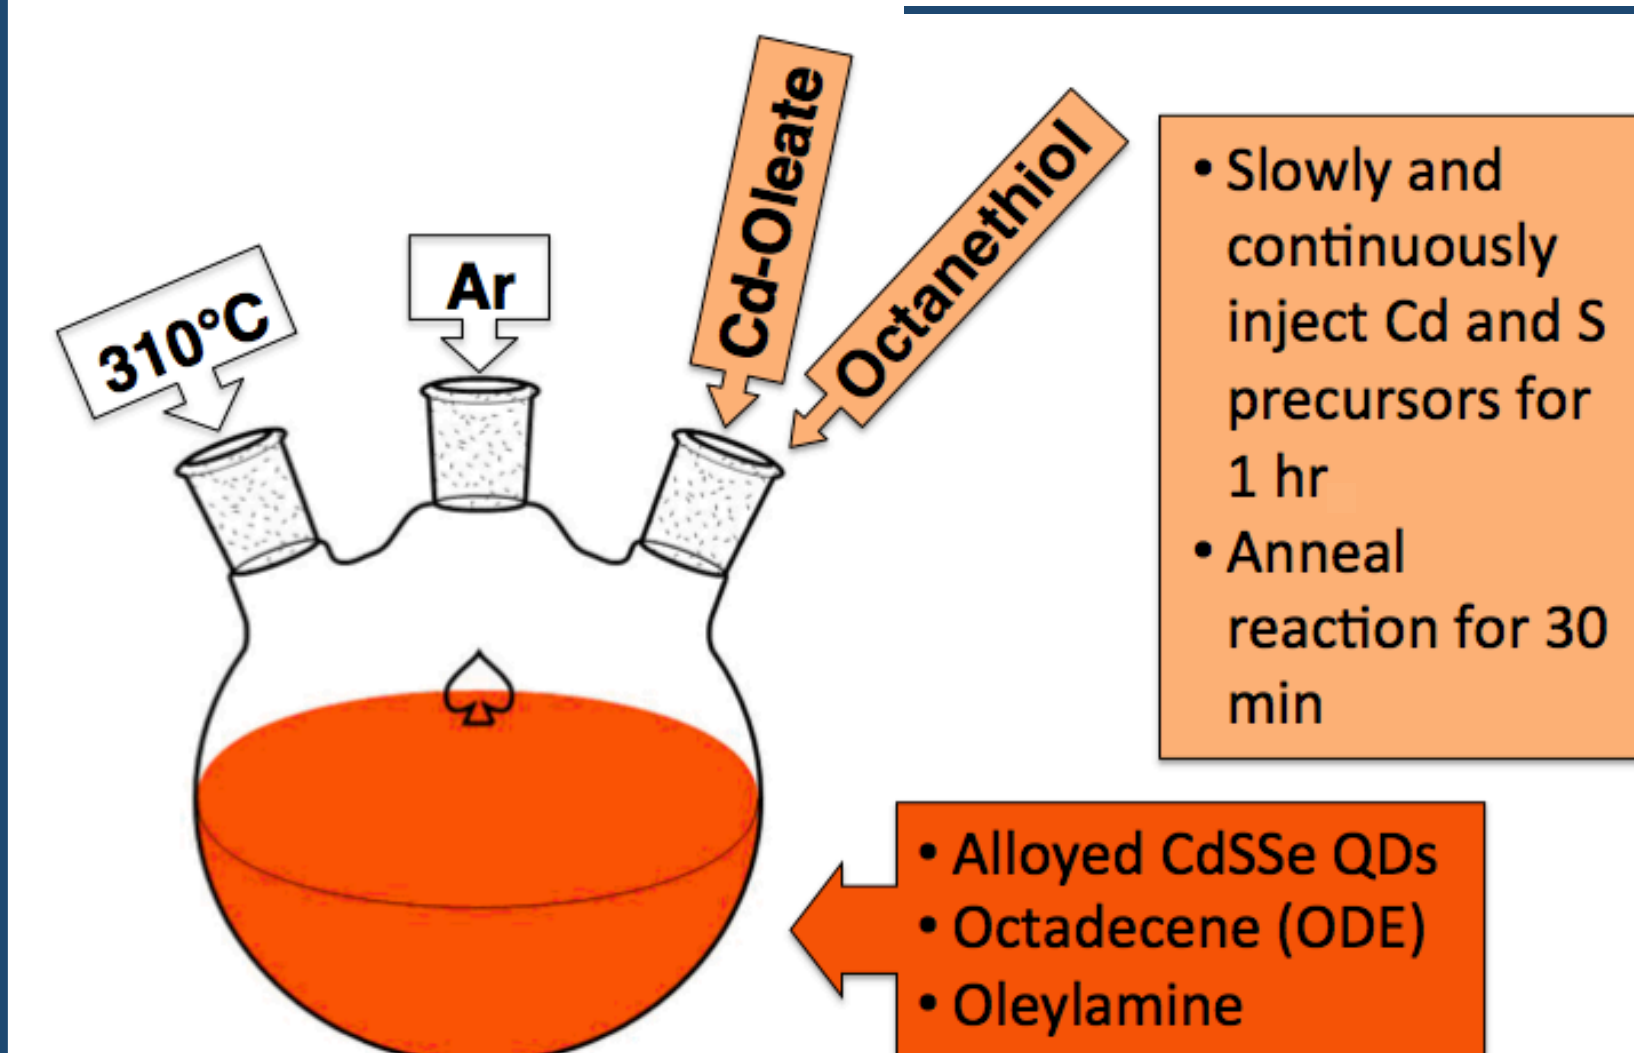 310°C
Ar
Cd-Oleate
Octanethiol
• Slowly and
continuously
inject Cd and S
precursors for
1 hr
• Anneal
reaction for 30
min
• Alloyed CdSSe QDs
• Octadecene (ODE)
• Oleylamine